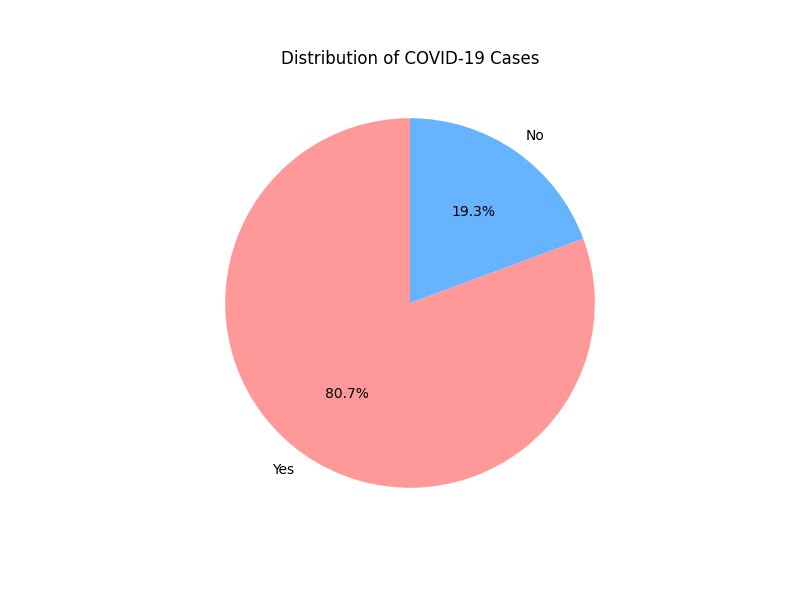 Distribution of COVID-19 Cases
No
19.3%
80.7%
Yes